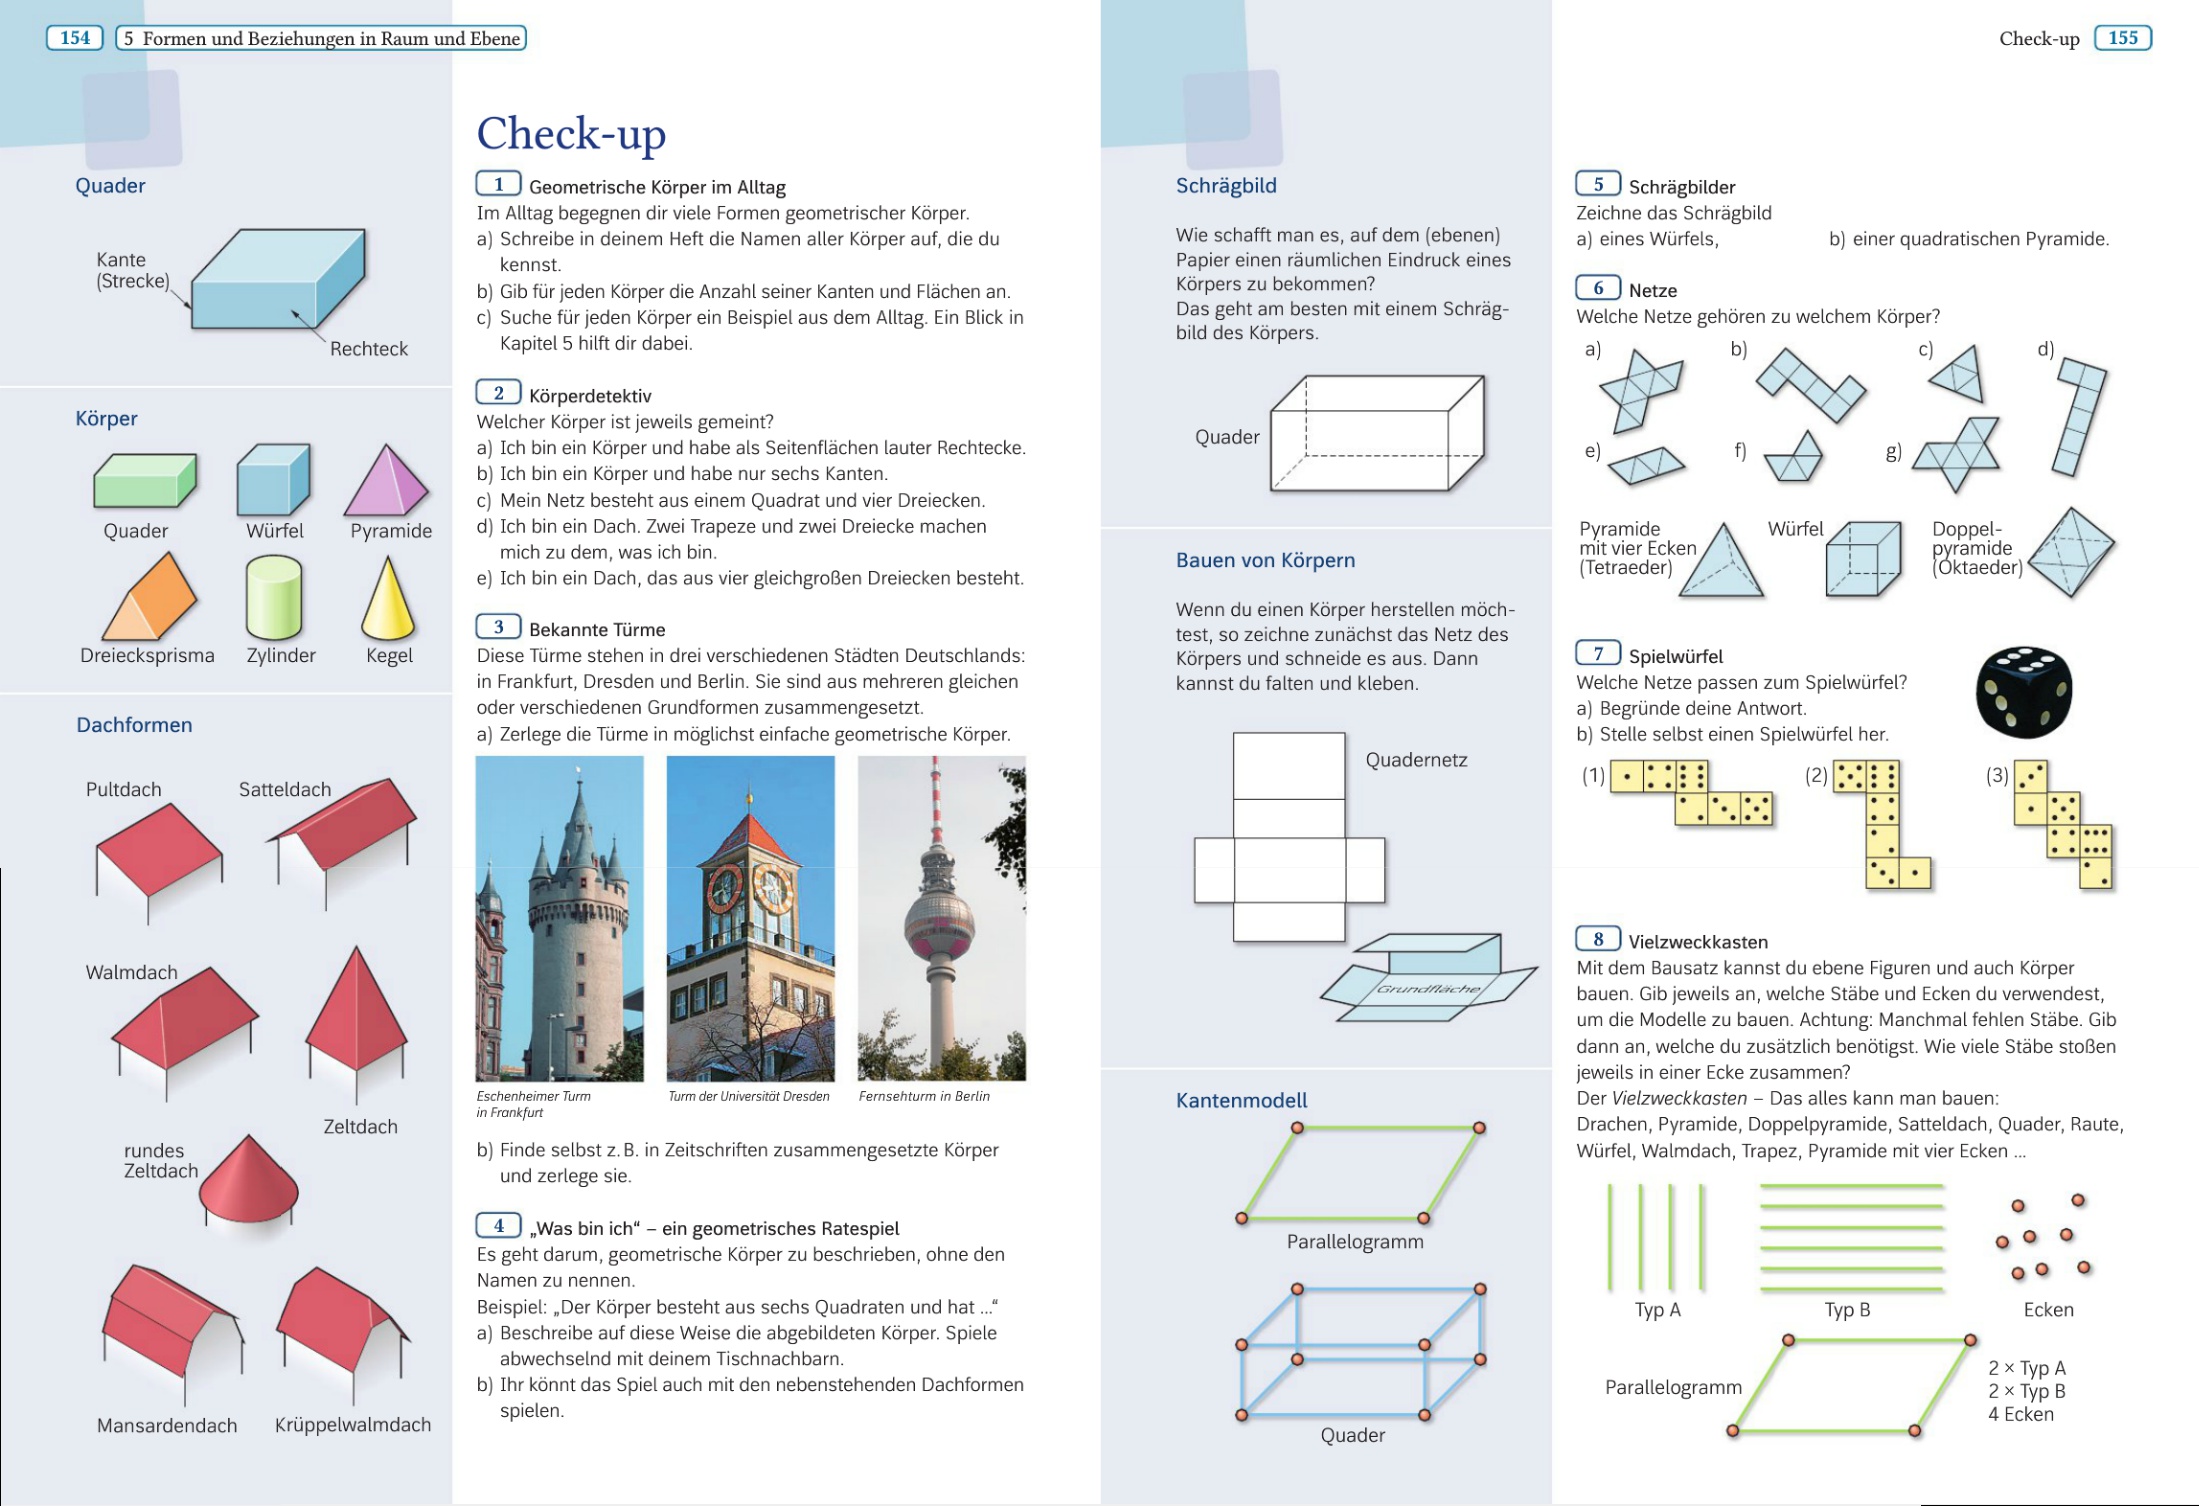 154
5 Formen und Beziehungen in Raum und Ebene
Quader
Kante
(Strecke)
Rechteck
Körper
Quader
Würfel
Pyramide
Dreiecksprisma
Zylinder
Kegel
Dachformen
Pultdach
Satteldach
Walmdach
Zeltdach
rundes
Zeltdach
Mansardendach
Krüppelwalmdach
Check-up
1 Geometrische Körper im Alltag
Im Alltag begegnen dir viele Formen geometrischer Körper.
a) Schreibe in deinem Heft die Namen aller Körper auf, die du
kennst.
b) Gib für jeden Körper die Anzahl seiner Kanten und Flächen an.
c) Suche für jeden Körper ein Beispiel aus dem Alltag. Ein Blick in
Kapitel 5 hilft dir dabei.
2 Körperdetektiv
Welcher Körper ist jeweils gemeint?
a) Ich bin ein Körper und habe als Seitenflächen lauter Rechtecke.
b) Ich bin ein Körper und habe nur sechs Kanten.
c) Mein Netz besteht aus einem Quadrat und vier Dreiecken.
d) Ich bin ein Dach. Zwei Trapeze und zwei Dreiecke machen
mich zu dem, was ich bin.
e) Ich bin ein Dach, das aus vier gleichgroßen Dreiecken besteht.
3 Bekannte Türme
Diese Türme stehen in drei verschiedenen Städten Deutschlands:
in Frankfurt, Dresden und Berlin. Sie sind aus mehreren gleichen
oder verschiedenen Grundformen zusammengesetzt.
a) Zerlege die Türme in möglichst einfache geometrische Körper.
Eschenheimer Turm
in Frankfurt
Turm der Universität Dresden
Fernsehturm in Berlin
b) Finde selbst z. B. in Zeitschriften zusammengesetzte Körper
und zerlege sie.
4 „Was bin ich“ – ein geometrisches Ratespiel
Es geht darum, geometrische Körper zu beschrieben, ohne den
Namen zu nennen.
Beispiel: „Der Körper besteht aus sechs Quadraten und hat ...“
a) Beschreibe auf diese Weise die abgebildeten Körper. Spiele
abwechselnd mit deinem Tischnachbarn.
b) Ihr könnt das Spiel auch mit den nebenstehenden Dachformen
spielen.
Check-up 155
Schrägbild
Wie schafft man es, auf dem (ebenen)
Papier einen räumlichen Eindruck eines
Körpers zu bekommen?
Das geht am besten mit einem Schräg-
bild des Körpers.
Quader
Bauen von Körpern
Wenn du einen Körper herstellen möch-
test, so zeichne zunächst das Netz des
Körpers und schneide es aus. Dann
kannst du falten und kleben.
Quadernetz
Grundfläche
Kantenmodell
Parallelogramm
Quader
5 Schrägbilder
Zeichne das Schrägbild
a) eines Würfels,
b) einer quadratischen Pyramide.
6 Netze
Welche Netze gehören zu welchem Körper?
a)
b)
c)
d)
e)
f)
g)
Pyramide
mit vier Ecken
(Tetraeder)
Würfel
Doppel-
pyramide
(Oktaeder)
7 Spielwürfel
Welche Netze passen zum Spielwürfel?
a) Begründe deine Antwort.
b) Stelle selbst einen Spielwürfel her.
(1)
(2)
(3)
8 Vielzweckkasten
Mit dem Bausatz kannst du ebene Figuren und auch Körper
bauen. Gib jeweils an, welche Stäbe und Ecken du verwendest,
um die Modelle zu bauen. Achtung: Manchmal fehlen Stäbe. Gib
dann an, welche du zusätzlich benötigst. Wie viele Stäbe stoßen
jeweils in einer Ecke zusammen?
Der Vielzweckkasten – Das alles kann man bauen:
Drachen, Pyramide, Doppelpyramide, Satteldach, Quader, Raute,
Würfel, Walmdach, Trapez, Pyramide mit vier Ecken ...
Typ A
Typ B
Ecken
Parallelogramm
2 × Typ A
2 × Typ B
4 Ecken